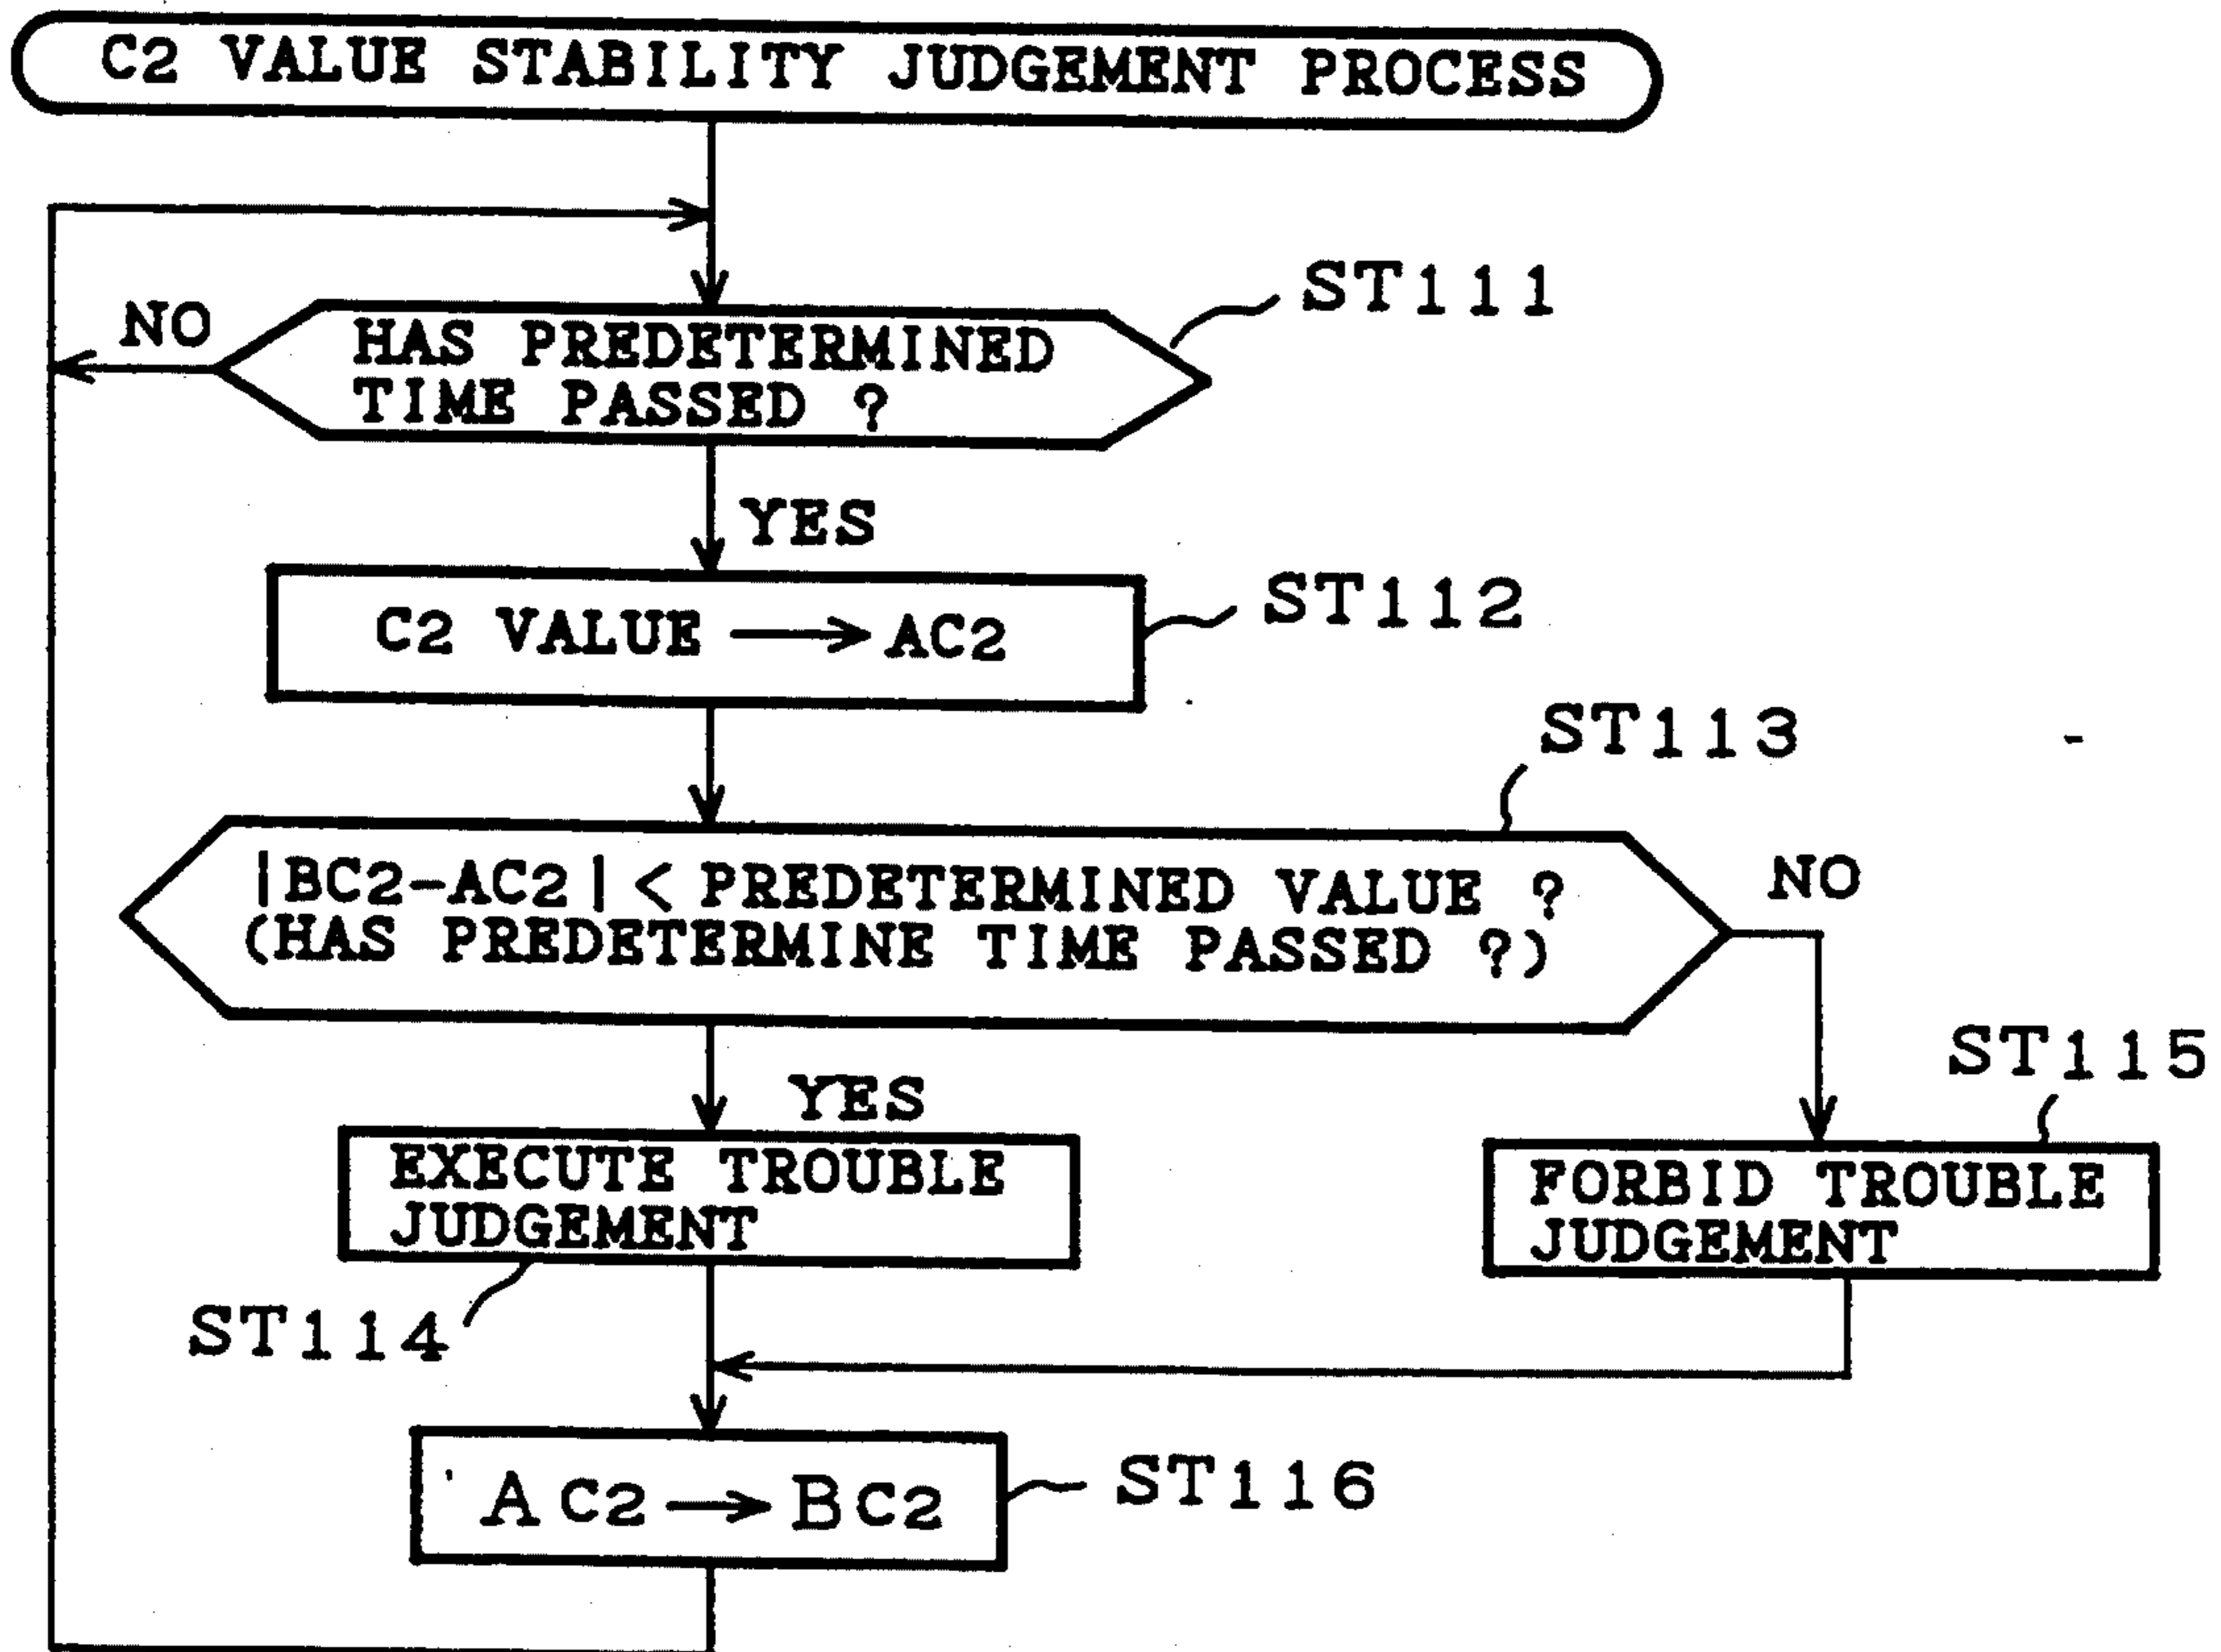 C2 VALUE STABILITY JUDGEMENT PROCESS
ST111
NO
HAS PREDETERMINED
TIME PASSED ?
YES
C2 VALUE → AC2
ST112
ST113
|BC2-AC2| < PREDETERMINED VALUE ?
(HAS PREDETERMINE TIME PASSED ?)
NO
YES
ST115
EXECUTE TROUBLE
JUDGEMENT
FORBID TROUBLE
JUDGEMENT
ST114
AC2 → BC2
ST116